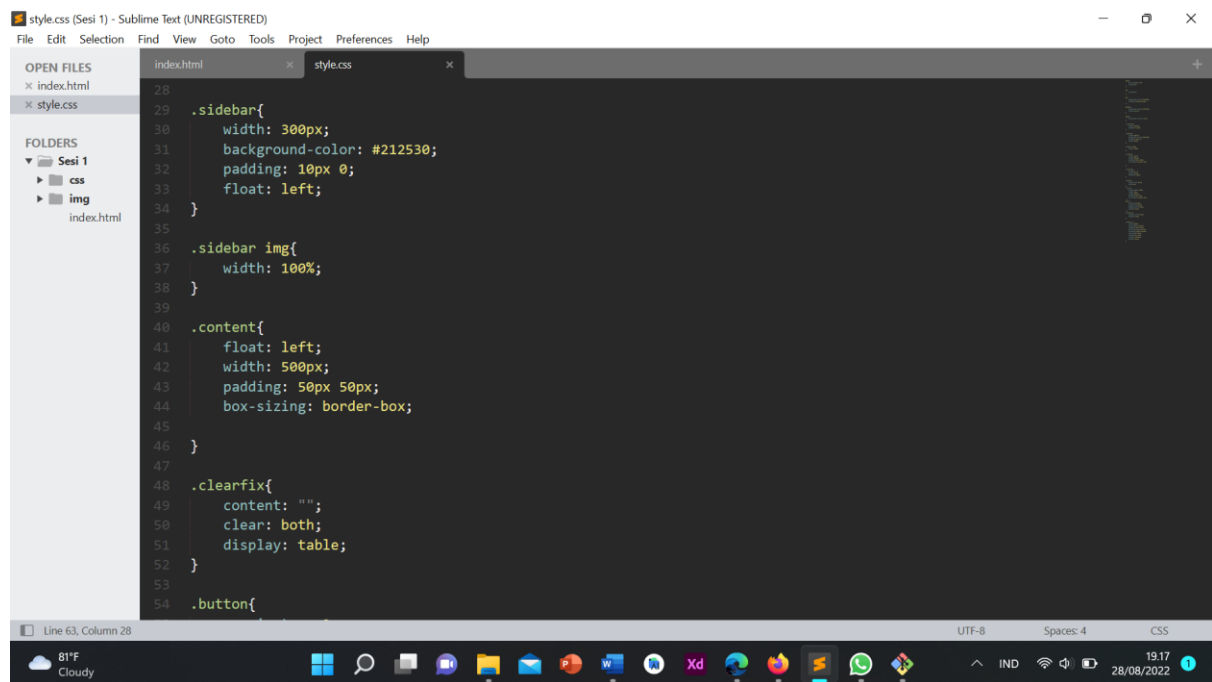 style.css (Sesi 1) - Sublime Text (UNREGISTERED)
File Edit Selection Find View Goto Tools Project Preferences Help
OPEN FILES
index.html
style.css
FOLDERS
Sesi 1
css
img
index.html
index.html
style.css
28
29 .sidebar{
30 width: 300px;
31 background-color: #212530;
32 padding: 10px 0;
33 float: left;
34 }
35
36 .sidebar img{
37 width: 100%;
38 }
39
40 .content{
41 float: left;
42 width: 500px;
43 padding: 50px 50px;
44 box-sizing: border-box;
45
46 }
47
48 .clearfix{
49 content: "";
50 clear: both;
51 display: table;
52 }
53
54 .button{
Line 63, Column 28
UTF-8
Spaces: 4
CSS
81°F
Cloudy
Xd
IND
19.17
28/08/2022
1